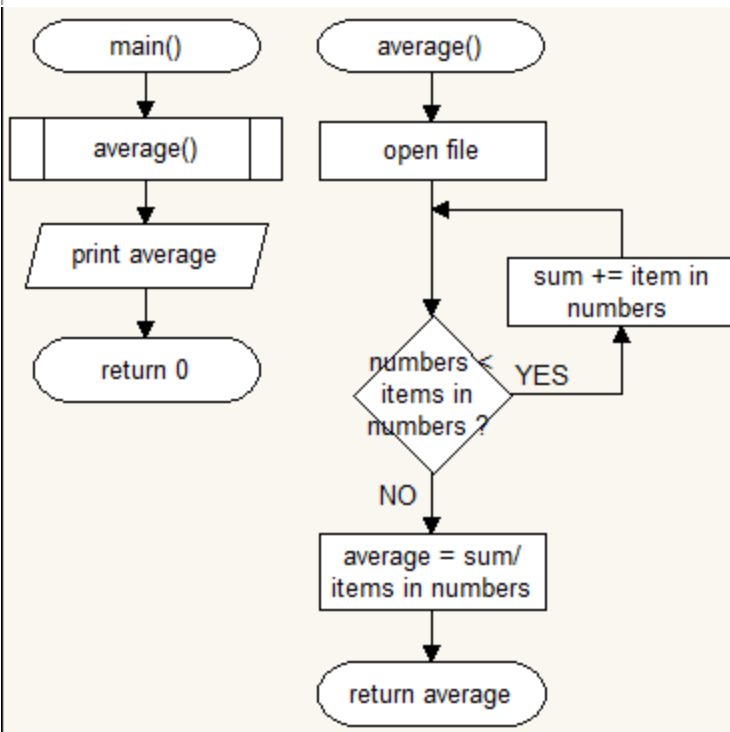 main()
average()
print average
return 0
average()
open file
numbers <
items in
numbers ?
YES
sum += item in
numbers
NO
average = sum/
items in numbers
return average